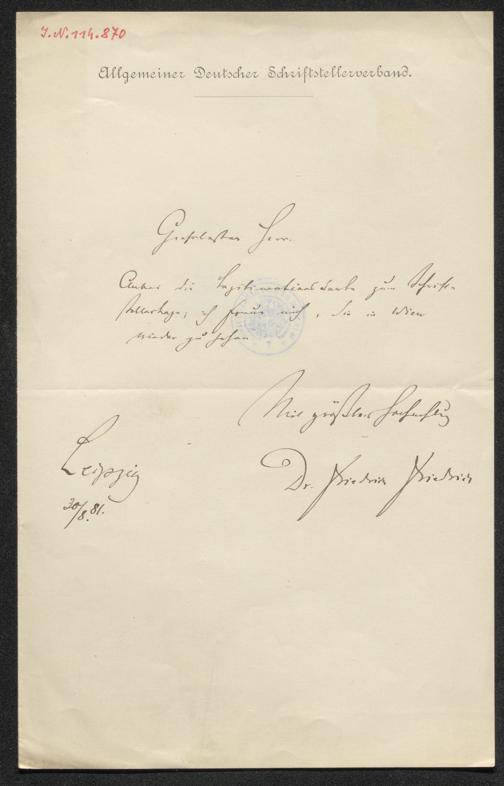 I.N. 114.870
Allgemeiner Deutscher Schriftstellerverband.
Geehrtester Herr.
Anbei die Legitimationskarte zum Schrift-
stellertage; ich freue mich, Sie in Wien
wieder zu sehen
Mit größter Hochachtung
Dr. Friedrich Friedrich
Leipzig
30/8. 81.